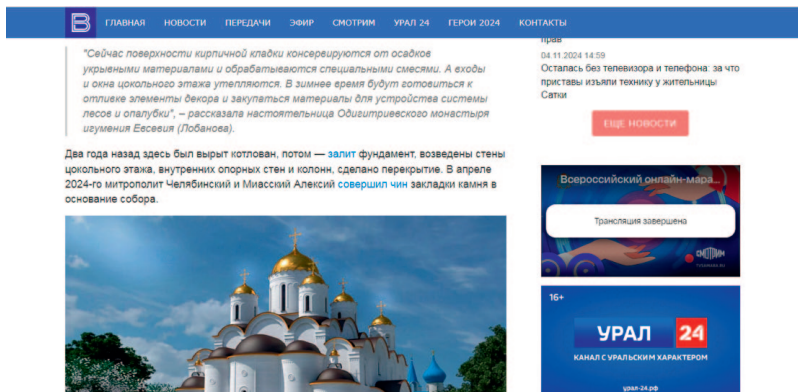 В ГЛАВНАЯ НОВОСТИ ПЕРЕДАЧИ ЭФИР СМОТРИМ УРАЛ 24 ГЕРОИ 2024 КОНТАКТЫ
"Сейчас поверхности кирпичной кладки консервируются от осадков
укрывными материалами и обрабатываются специальными смесями. А входы
и окна цокольного этажа утепляются. В зимнее время будут готовиться к
отливке элементы декора и закупаться материалы для устройства системы
лесов и опалубки", – рассказала настоятельница Одигитриевского монастыря
игумения Евсевия (Лобанова).
Два года назад здесь был вырыт котлован, потом — залит фундамент, возведены стены
цокольного этажа, внутренних опорных стен и колонн, сделано перекрытие. В апреле
2024-го митрополит Челябинский и Миасский Алексий совершил чин закладки камня в
основание собора.
прав
04.11.2024 14:59
Осталась без телевизора и телефона: за что
приставы изъяли технику у жительницы
Сатки
ЕЩЕ НОВОСТИ
Всероссийский онлайн-мара...
Трансляция завершена
СМОТРИМ
16+
УРАЛ 24
КАНАЛ С УРАЛЬСКИМ ХАРАКТЕРОМ
урал-24.рф